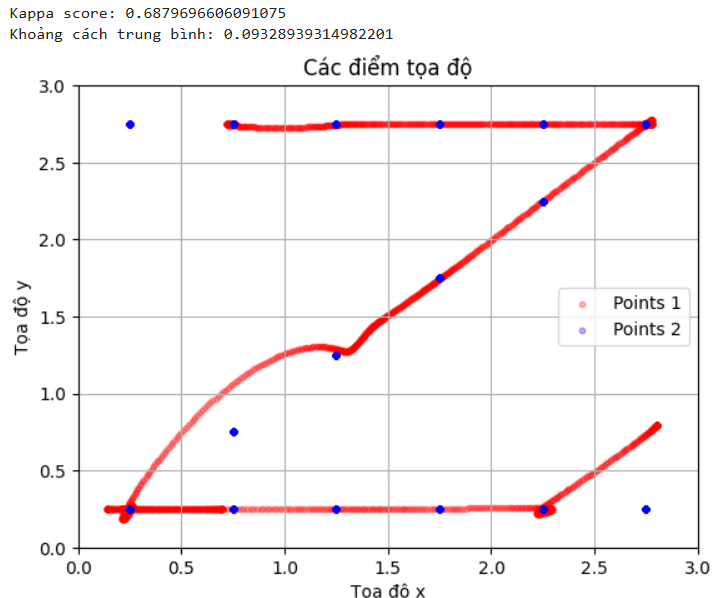 Kappa score: 0.6879696606091075
Khoảng cách trung bình: 0.09328939314982201
Các điểm tọa độ
3.0
2.5
2.0
1.5
1.0
0.5
0.0
Tọa độ y
Points 1
Points 2
0.0 0.5 1.0 1.5 2.0 2.5 3.0
Tọa độ x